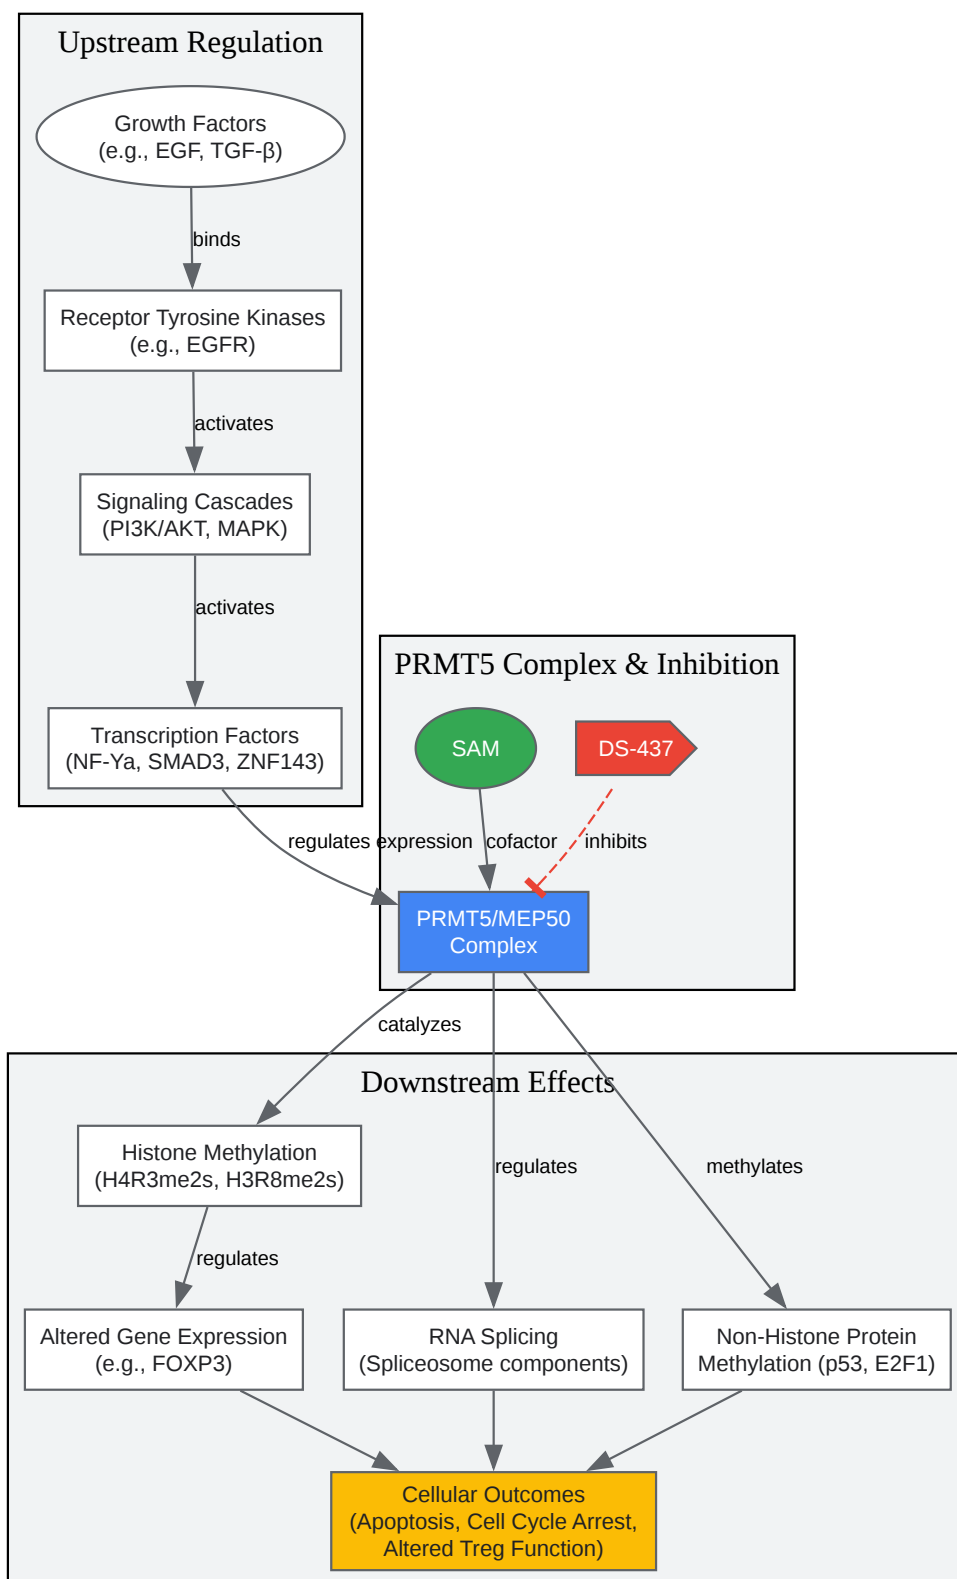 Upstream Regulation
Growth Factors
(e.g., EGF, TGF-β)
binds
Receptor Tyrosine Kinases
(e.g., EGFR)
activates
Signaling Cascades
(PI3K/AKT, MAPK)
activates
Transcription Factors
(NF-Ya, SMAD3, ZNF143)
PRMT5 Complex & Inhibition
SAM
DS-437
regulates expression
cofactor
inhibits
PRMT5/MEP50
Complex
catalyzes
Downstream Effects
Histone Methylation
(H4R3me2s, H3R8me2s)
regulates
methylates
regulates
Altered Gene Expression
(e.g., FOXP3)
RNA Splicing
(Spliceosome components)
Non-Histone Protein
Methylation (p53, E2F1)
Cellular Outcomes
(Apoptosis, Cell Cycle Arrest,
Altered Treg Function)